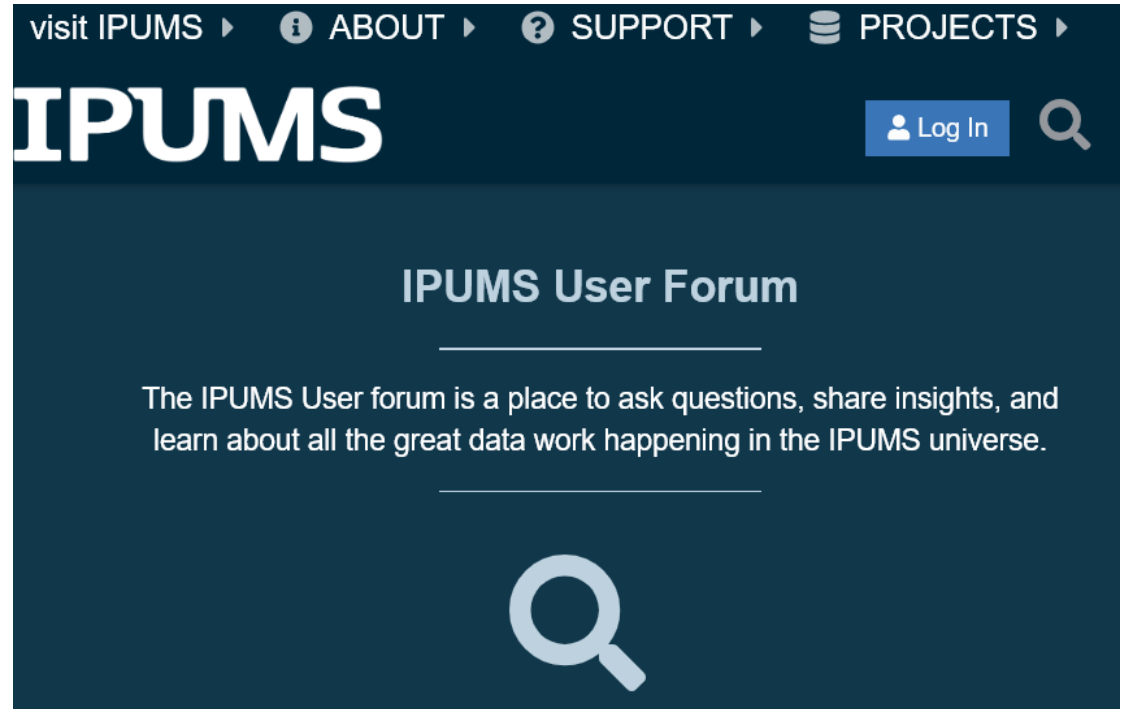 visit IPUMS ABOUT SUPPORT PROJECTS
IPUMS
Log In
IPUMS User Forum
The IPUMS User forum is a place to ask questions, share insights, and
learn about all the great data work happening in the IPUMS universe.